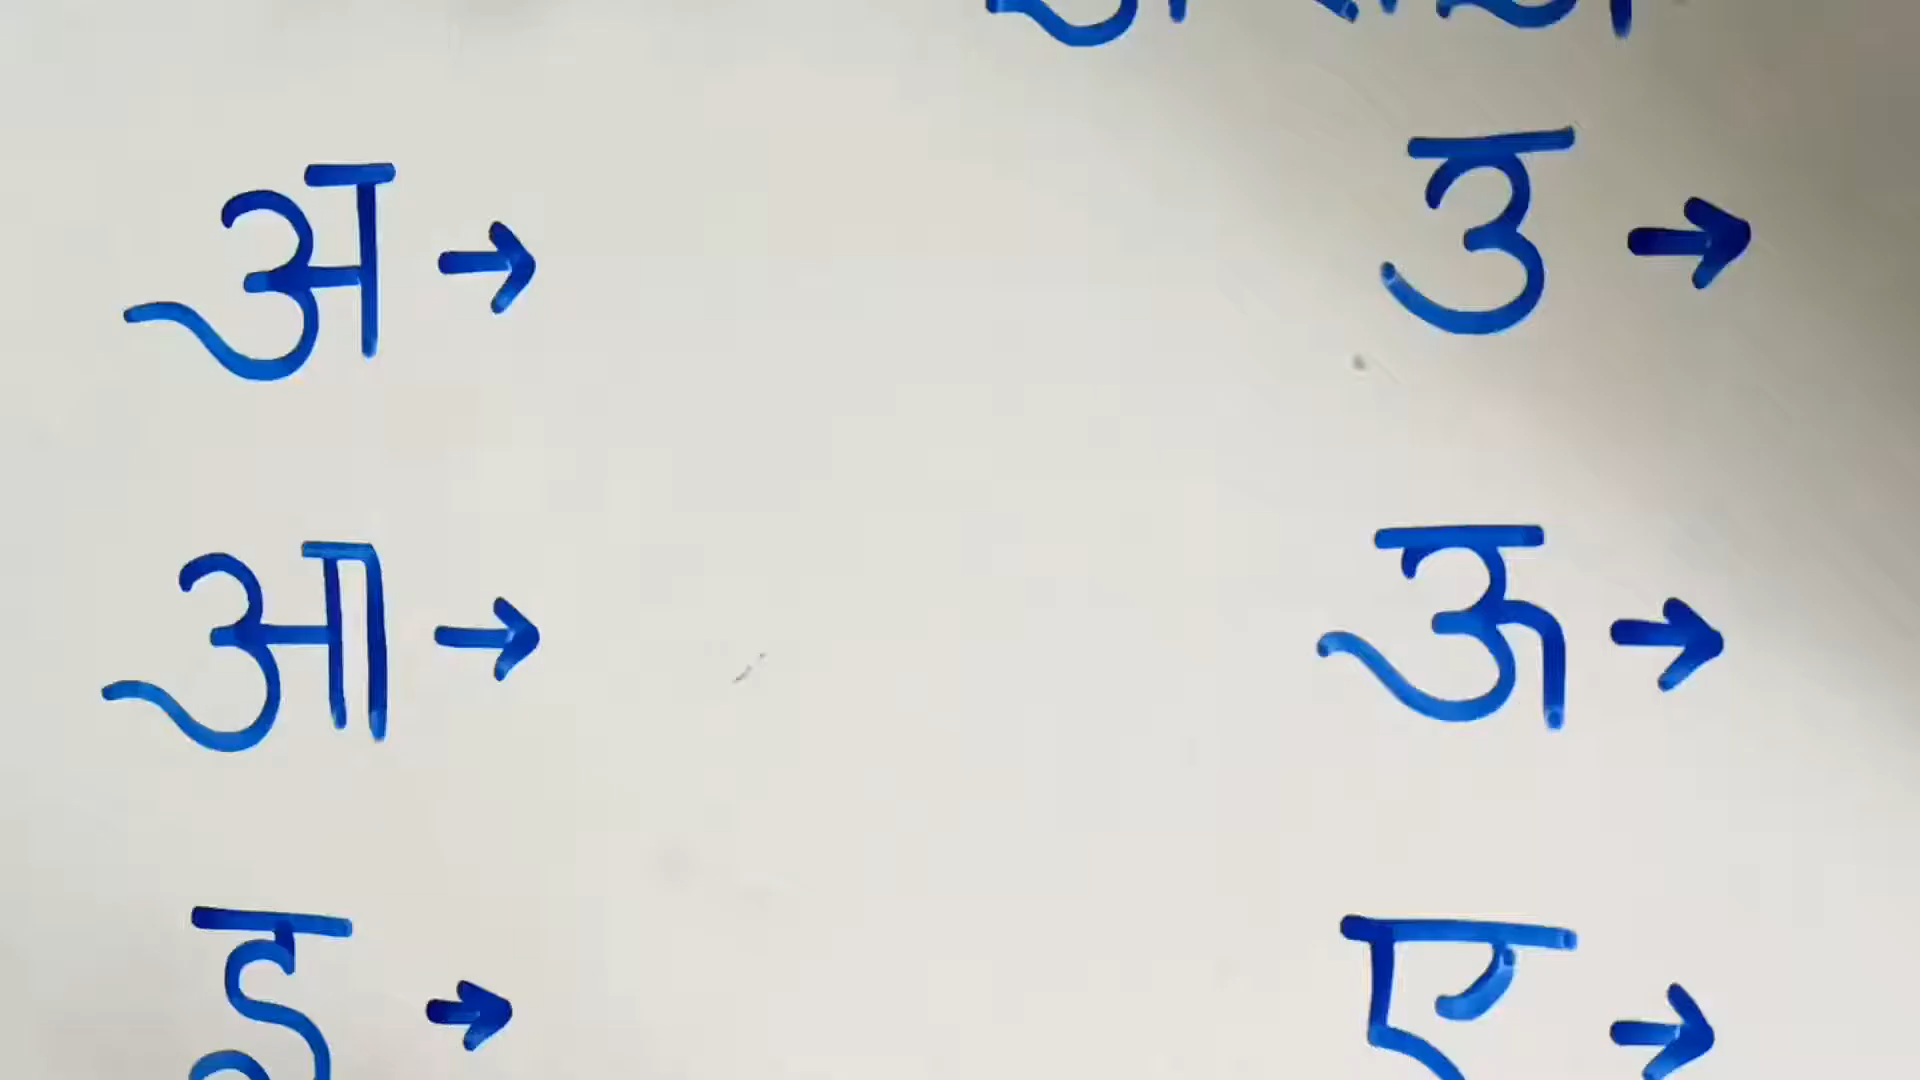 अ → उ →
आ → ऊ →
इ → ए →